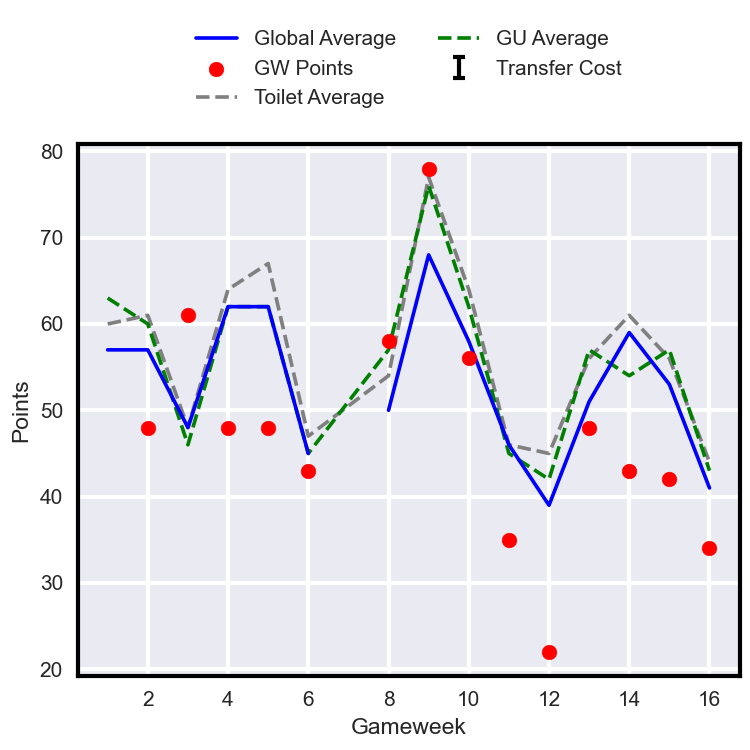 Global Average
GW Points
Toilet Average
GU Average
Transfer Cost
80
70
60
50
40
30
20
Points
2 4 6 8 10 12 14 16
Gameweek